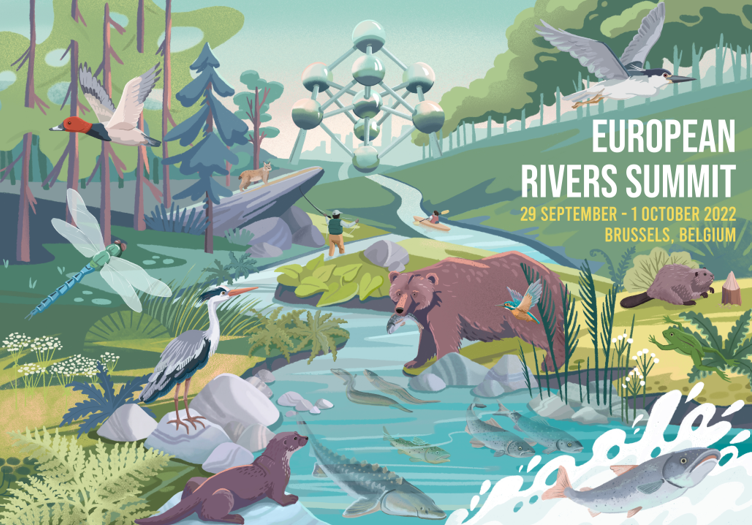 EUROPEAN
RIVERS SUMMIT
29 SEPTEMBER - 1 OCTOBER 2022
BRUSSELS, BELGIUM